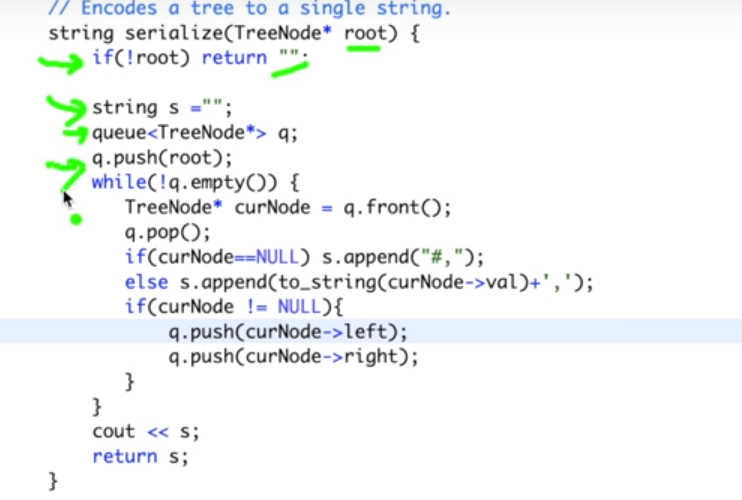 // Encodes a tree to a single string.
string serialize(TreeNode* root) {
if(!root) return "";
string s ="";
queue<TreeNode*> q;
q.push(root);
while(!q.empty()) {
TreeNode* curNode = q.front();
q.pop();
if(curNode==NULL) s.append("#,");
else s.append(to_string(curNode->val)+',');
if(curNode != NULL){
q.push(curNode->left);
q.push(curNode->right);
}
}
cout << s;
return s;
}